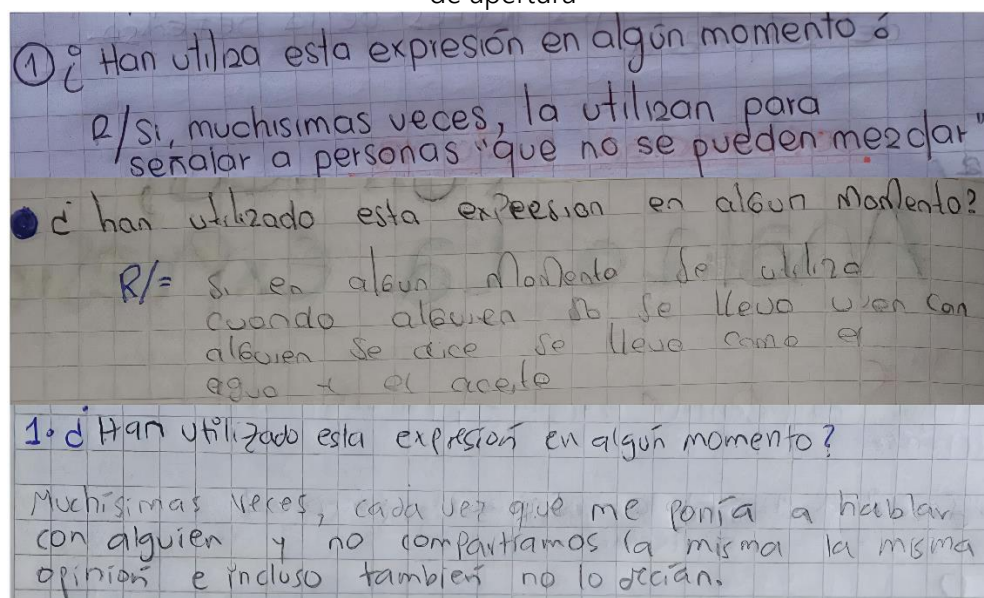 de apertura
① ¿ Han utiliza esta expresión en algún momento ?
R/ Si, muchisimas veces, la utilizan para
señalar a personas "que no se pueden mezclar"
¿ han utilizado esta expresion en algun Momento?
R/= Si en algun Momento se utiliza
cuando alguien no se lleva vien con
alguien se dice se lleva como el
agua y el aceite
1. ¿ Han utilizado esta expresión en algún momento?
Muchisimas veces, cada vez que me ponía a hablar
con alguien y no compartíamos la misma la misma
opinión e incluso también no lo decían.